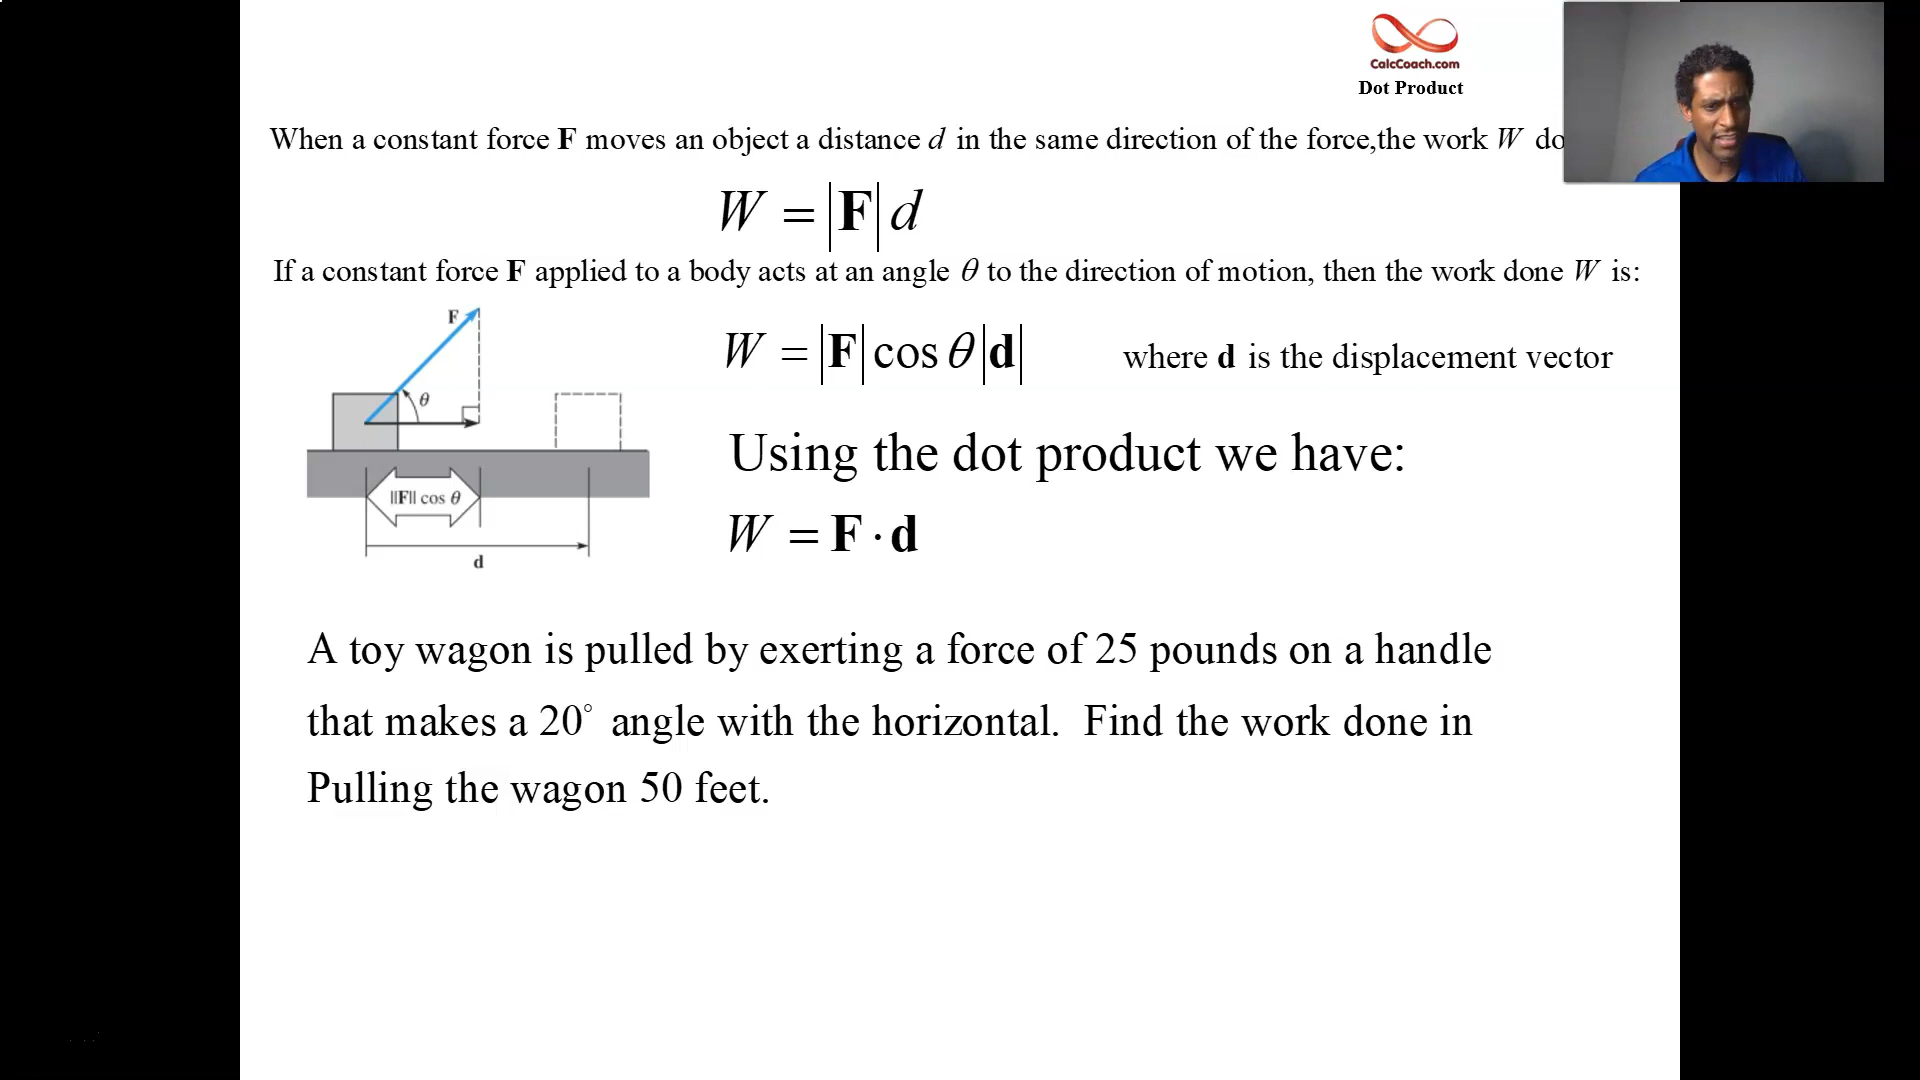 CalcCoach.com
Dot Product
When a constant force F moves an object a distance d in the same direction of the force,the work W do
W = |F| d
If a constant force F applied to a body acts at an angle θ to the direction of motion, then the work done W is:
F
θ
||F|| cos θ
d
W = |F| cos θ |d| where d is the displacement vector
Using the dot product we have:
W = F · d
A toy wagon is pulled by exerting a force of 25 pounds on a handle
that makes a 20° angle with the horizontal. Find the work done in
Pulling the wagon 50 feet.